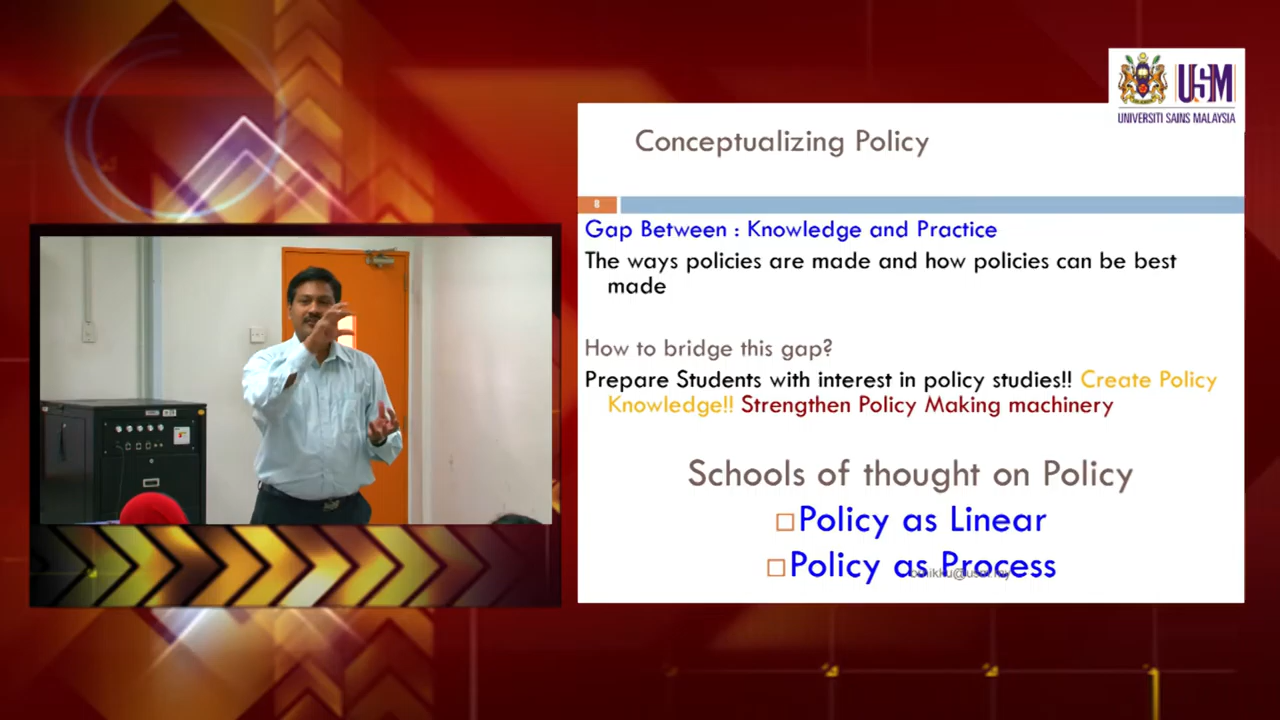 USM
UNIVERSITI SAINS MALAYSIA
Conceptualizing Policy
8
Gap Between : Knowledge and Practice
The ways policies are made and how policies can be best
made
How to bridge this gap?
Prepare Students with interest in policy studies!! Create Policy
Knowledge!! Strengthen Policy Making machinery
Schools of thought on Policy
Policy as Linear
Policy as Process